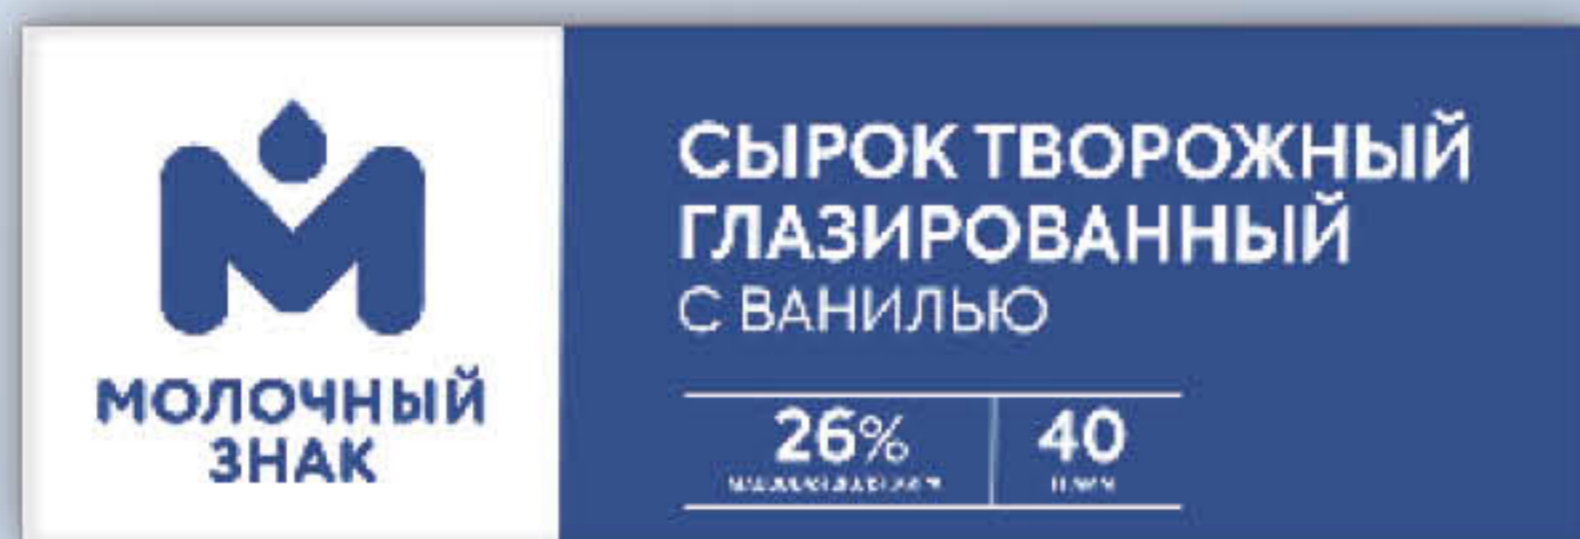 МОЛОЧНЫЙ
ЗНАК
СЫРОК ТВОРОЖНЫЙ
ГЛАЗИРОВАННЫЙ
С ВАНИЛЬЮ
26%
40